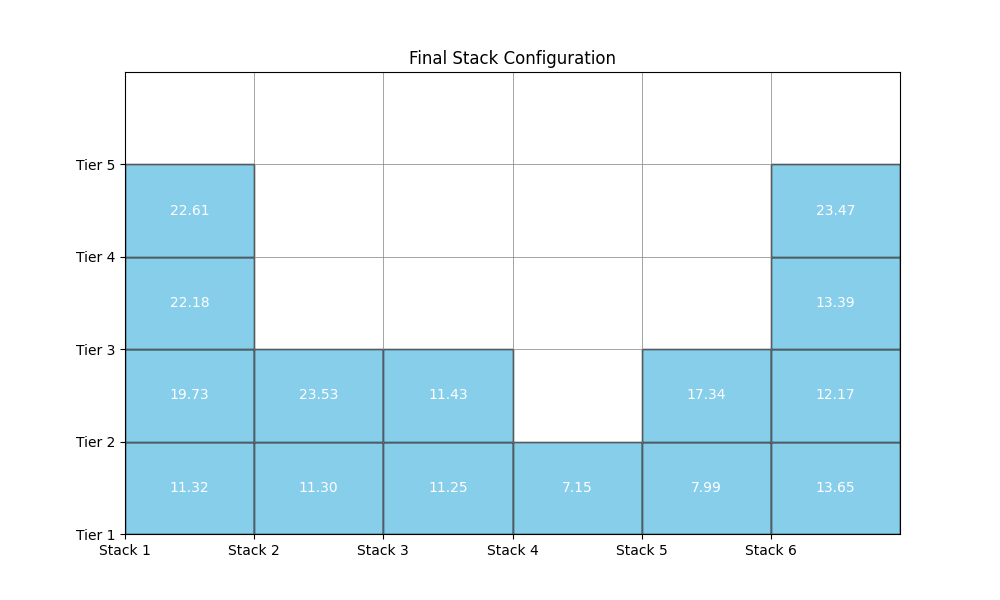 Final Stack Configuration
Tier 5
22.61 23.47
Tier 4
22.18 13.39
Tier 3
19.73 23.53 11.43 17.34 12.17
Tier 2
11.32 11.30 11.25 7.15 7.99 13.65
Tier 1
Stack 1 Stack 2 Stack 3 Stack 4 Stack 5 Stack 6